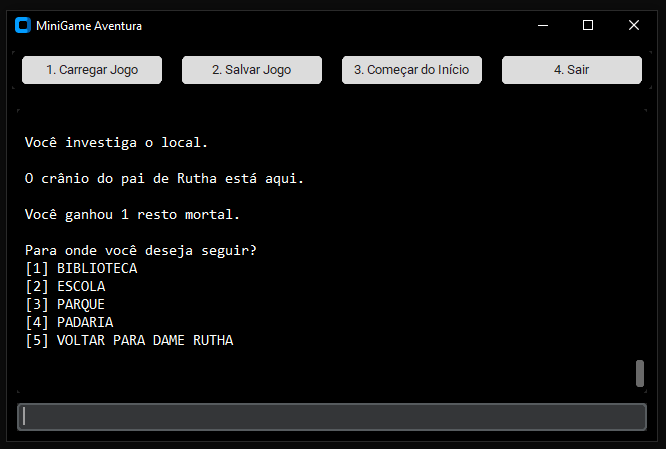 MiniGame Aventura
1. Carregar Jogo
2. Salvar Jogo
3. Começar do Início
4. Sair
Você investiga o local.
O crânio do pai de Rutha está aqui.
Você ganhou 1 resto mortal.
Para onde você deseja seguir?
[1] BIBLIOTECA
[2] ESCOLA
[3] PARQUE
[4] PADARIA
[5] VOLTAR PARA DAME RUTHA